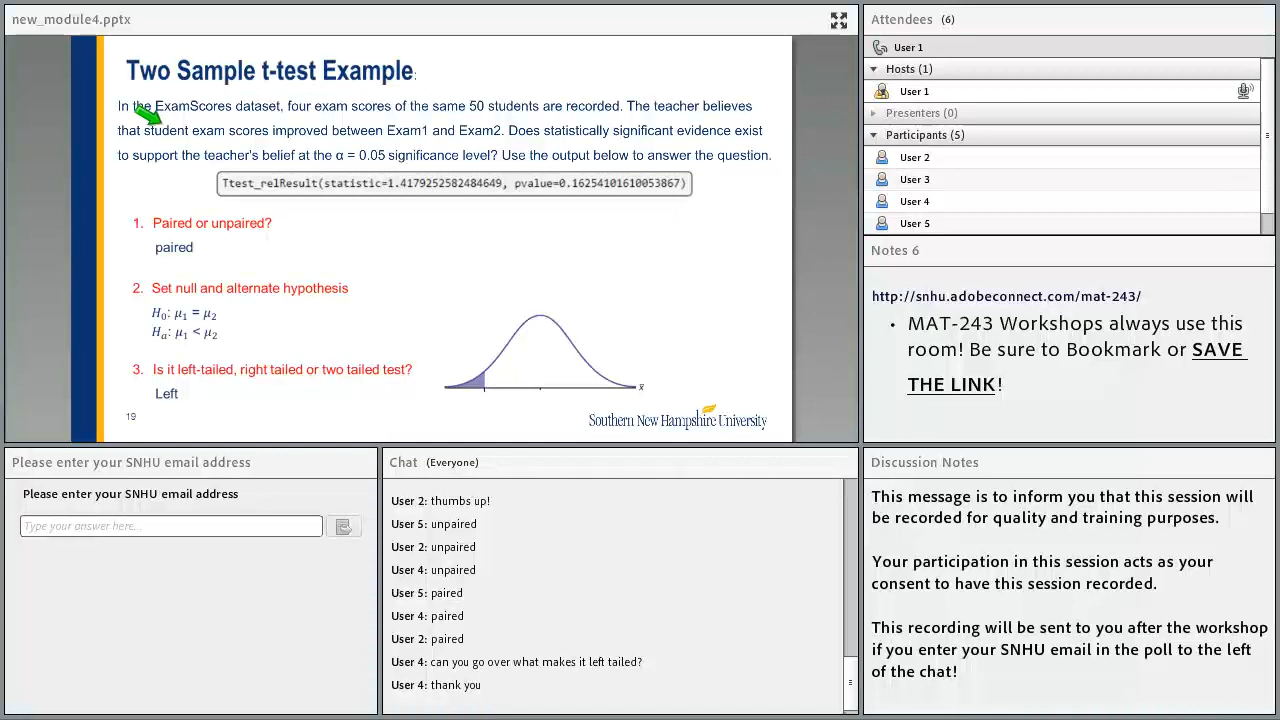 new_module4.pptx
Two Sample t-test Example:
In the ExamScores dataset, four exam scores of the same 50 students are recorded. The teacher believes
that student exam scores improved between Exam1 and Exam2. Does statistically significant evidence exist
to support the teacher's belief at the α = 0.05 significance level? Use the output below to answer the question.
Ttest_relResult(statistic=1.4179252582484649, pvalue=0.16254101610053867)
1. Paired or unpaired?
paired
2. Set null and alternate hypothesis
H₀: μ₁ = μ₂
Hₐ: μ₁ < μ₂
3. Is it left-tailed, right tailed or two tailed test?
Left
x̄
19
Southern New Hampshire University
Attendees (6)
User 1
Hosts (1)
User 1
Presenters (0)
Participants (5)
User 2
User 3
User 4
User 5
Notes 6
http://snhu.adobeconnect.com/mat-243/
• MAT-243 Workshops always use this
room! Be sure to Bookmark or SAVE
THE LINK!
Please enter your SNHU email address
Please enter your SNHU email address
Type your answer here...
Chat (Everyone)
User 2: thumbs up!
User 5: unpaired
User 2: unpaired
User 4: unpaired
User 5: paired
User 4: paired
User 2: paired
User 4: can you go over what makes it left tailed?
User 4: thank you
Discussion Notes
This message is to inform you that this session will
be recorded for quality and training purposes.
Your participation in this session acts as your
consent to have this session recorded.
This recording will be sent to you after the workshop
if you enter your SNHU email in the poll to the left
of the chat!